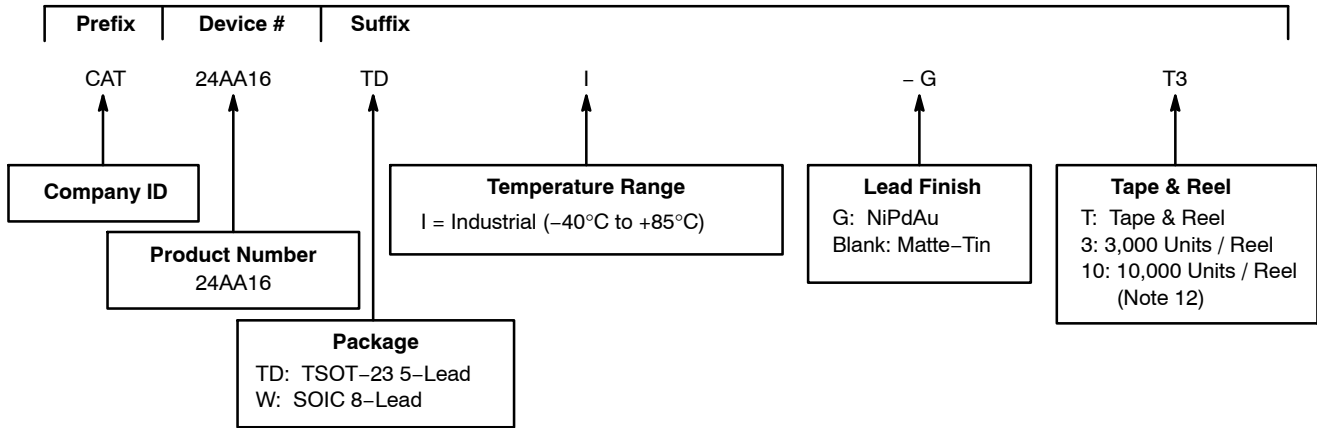 Prefix Device # Suffix
CAT 24AA16 TD I – G T3
Company ID
Product Number
24AA16
Package
TD: TSOT−23 5−Lead
W: SOIC 8−Lead
Temperature Range
I = Industrial (−40°C to +85°C)
Lead Finish
G: NiPdAu
Blank: Matte−Tin
Tape & Reel
T: Tape & Reel
3: 3,000 Units / Reel
10: 10,000 Units / Reel
(Note 12)